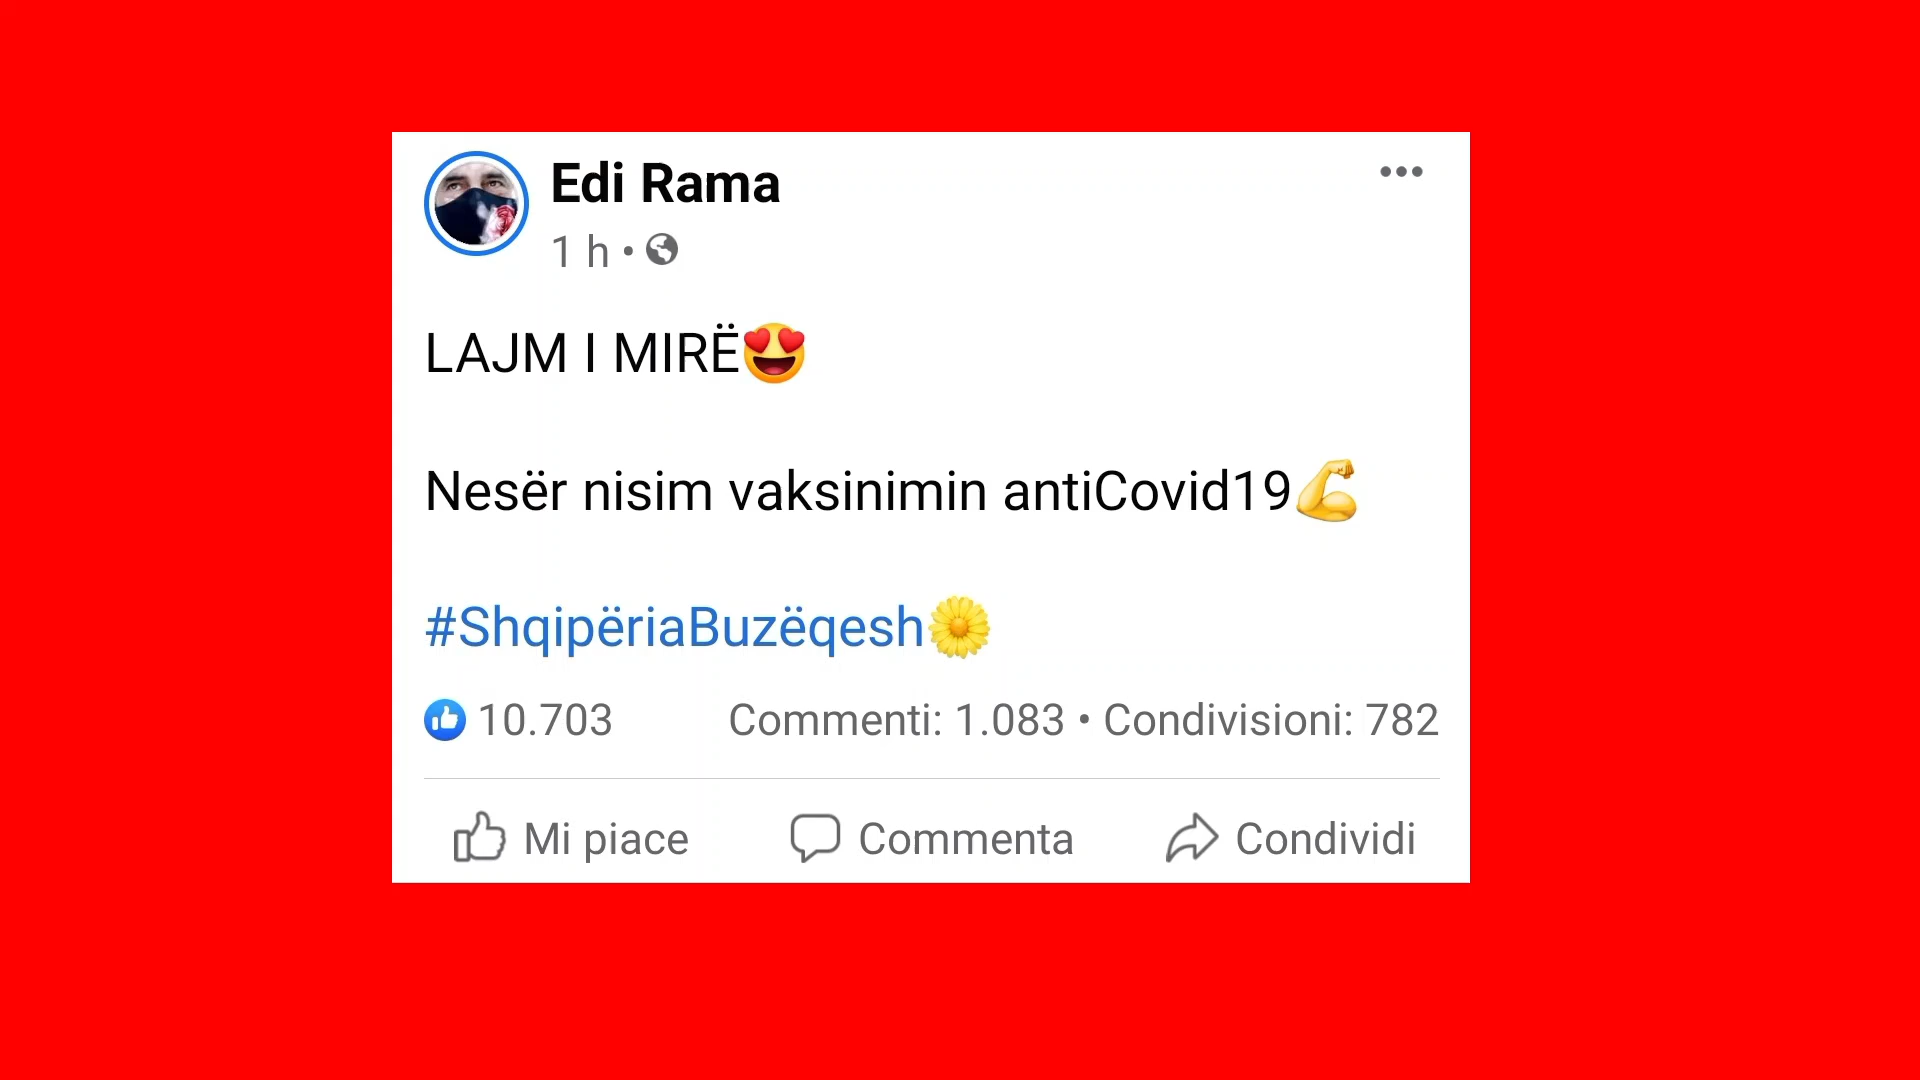 Edi Rama
1 h •
LAJM I MIRË😍
Nesër nisim vaksinimin antiCovid19💪
#ShqipëriaBuzëqesh🌼
10.703 Commenti: 1.083 • Condivisioni: 782
Mi piace Commenta Condividi